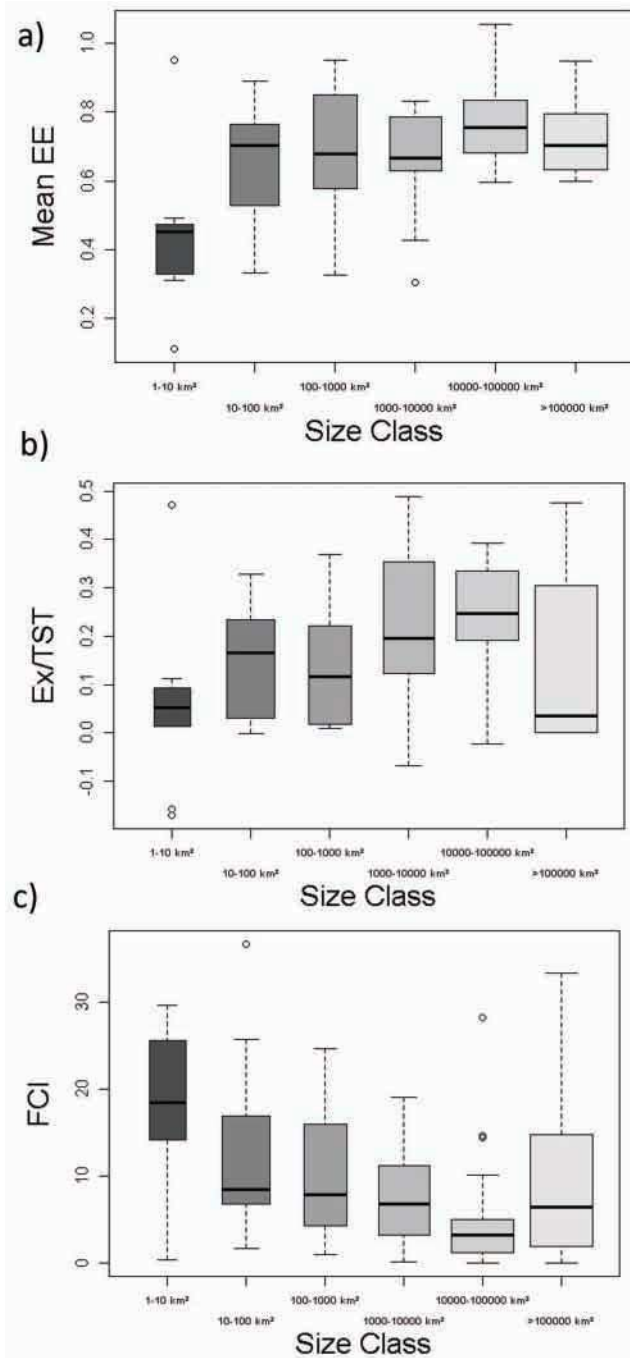 a)
Mean EE
1.0
0.8
0.6
0.4
0.2
1-10 km²
100-1000 km²
10000-100000 km²
10-100 km²
1000-10000 km²
>100000 km²
Size Class
b)
Ex/TST
0.5
0.4
0.3
0.2
0.1
0.0
-0.1
1-10 km²
100-1000 km²
10000-100000 km²
10-100 km²
1000-10000 km²
>100000 km²
Size Class
c)
FCI
30
20
10
0
1-10 km²
100-1000 km²
10000-100000 km²
10-100 km²
1000-10000 km²
>100000 km²
Size Class